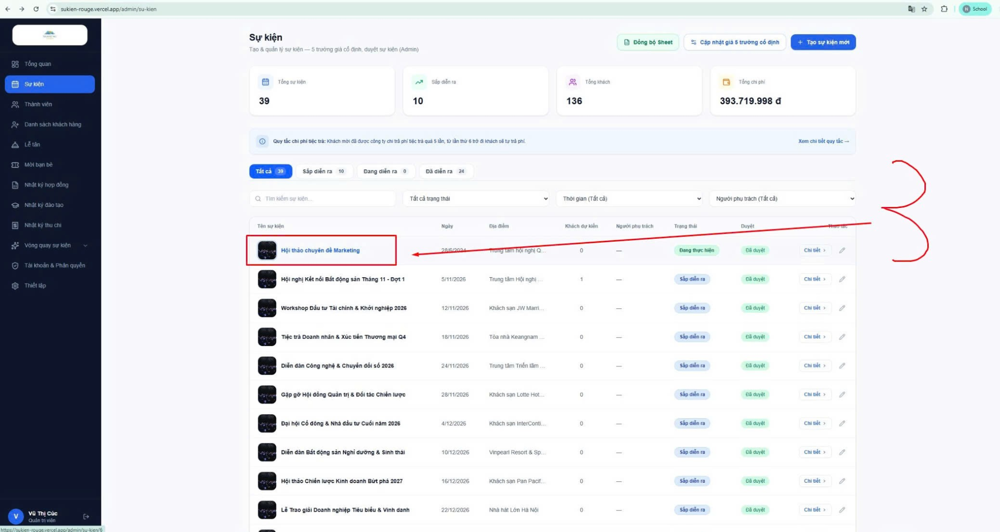 sukien-rouge.vercel.app/admin/su-kien
N School
Tổng quan
Sự kiện
Thành viên
Danh sách khách hàng
Lễ tân
Mời bạn bè
Nhật ký hợp đồng
Nhật ký đào tạo
Nhật ký thu chi
Vòng quay sự kiện
Tài khoản & Phân quyền
Thiết lập
V
Vũ Thị Cúc
Quản trị viên
https://sukien-rouge.vercel.app/admin/su-kien/6
Sự kiện
Tạo & quản lý sự kiện — 5 trường giá cố định, duyệt sự kiện (Admin)
Đồng bộ Sheet
Cập nhật giá 5 trường cố định
+ Tạo sự kiện mới
Tổng sự kiện
39
Sắp diễn ra
10
Tổng khách
136
Tổng chi phí
393.719.998 đ
Quy tắc chi phí tiệc trà: Khách mời đã được công ty chi trả phí tiệc trà quá 5 lần, từ lần thứ 6 trở đi khách sẽ tự trả phí.
Xem chi tiết quy tắc →
Tất cả 39
Sắp diễn ra 10
Đang diễn ra 0
Đã diễn ra 24
Tìm kiếm sự kiện...
Tất cả trạng thái
Thời gian (Tất cả)
Người phụ trách (Tất cả)
Tên sự kiện Ngày Địa điểm Khách dự kiến Người phụ trách Trạng thái Duyệt Thao tác
Hội thảo chuyên đề Marketing 28/6/2024 Trung tâm hội nghị Q... 0 — Đang thực hiện Đã duyệt Chi tiết ›
Hội nghị Kết nối Bất động sản Tháng 11 - Đợt 1 5/11/2026 Trung tâm Hội nghị ... 1 — Sắp diễn ra Đã duyệt Chi tiết ›
Workshop Đầu tư Tài chính & Khởi nghiệp 2026 12/11/2026 Khách sạn JW Marri... 0 — Sắp diễn ra Đã duyệt Chi tiết ›
Tiệc trà Doanh nhân & Xúc tiến Thương mại Q4 18/11/2026 Tòa nhà Keangnam ... 0 — Sắp diễn ra Đã duyệt Chi tiết ›
Diễn đàn Công nghệ & Chuyển đổi số 2026 24/11/2026 Trung tâm Triển lãm ... 0 — Sắp diễn ra Đã duyệt Chi tiết ›
Gặp gỡ Hội đồng Quản trị & Đối tác Chiến lược 28/11/2026 Khách sạn Lotte Hot... 0 — Sắp diễn ra Đã duyệt Chi tiết ›
Đại hội Cổ đông & Nhà đầu tư Cuối năm 2026 4/12/2026 Khách sạn InterConti... 0 — Sắp diễn ra Đã duyệt Chi tiết ›
Diễn đàn Bất động sản Nghỉ dưỡng & Sinh thái 10/12/2026 Vinpearl Resort & Sp... 0 — Sắp diễn ra Đã duyệt Chi tiết ›
Hội thảo Chiến lược Kinh doanh Bứt phá 2027 16/12/2026 Khách sạn Pan Pacif... 0 — Sắp diễn ra Đã duyệt Chi tiết ›
Lễ Trao giải Doanh nghiệp Tiêu biểu & Vinh danh 22/12/2026 Nhà hát Lớn Hà Nội 0 — Sắp diễn ra Đã duyệt Chi tiết ›
3